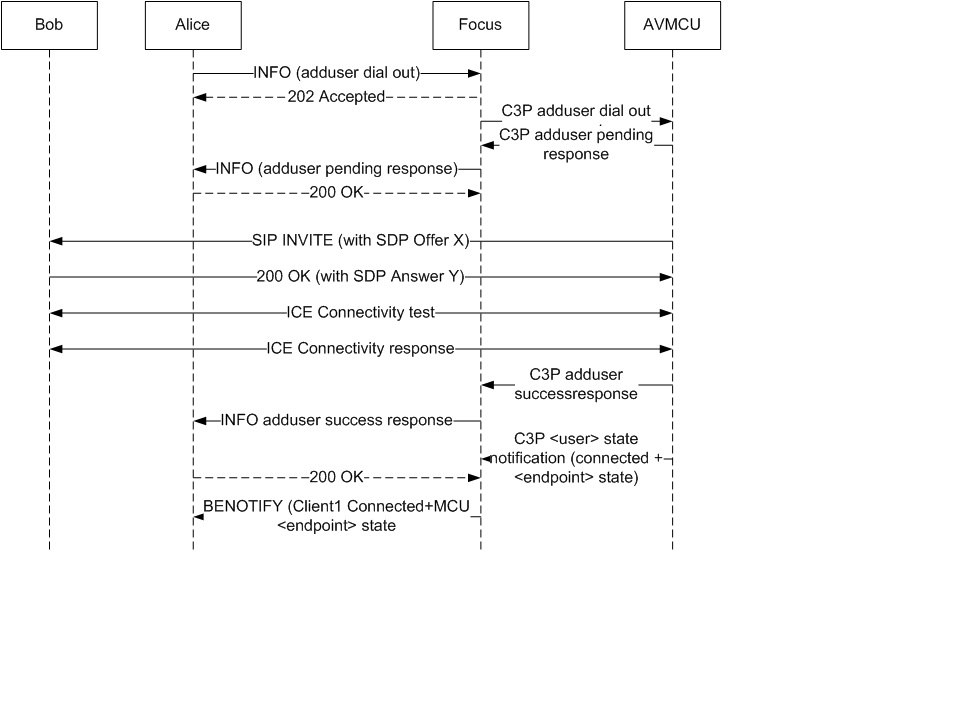 Bob
Alice
Focus
AVMCU
INFO (adduser dial out)
202 Accepted
C3P adduser dial out
C3P adduser pending
response
INFO (adduser pending response)
200 OK
SIP INVITE (with SDP Offer X)
200 OK (with SDP Answer Y)
ICE Connectivity test
ICE Connectivity response
C3P adduser
successresponse
INFO adduser success response
C3P <user> state
notification (connected +
<endpoint> state)
200 OK
BENOTIFY (Client1 Connected+MCU
<endpoint> state